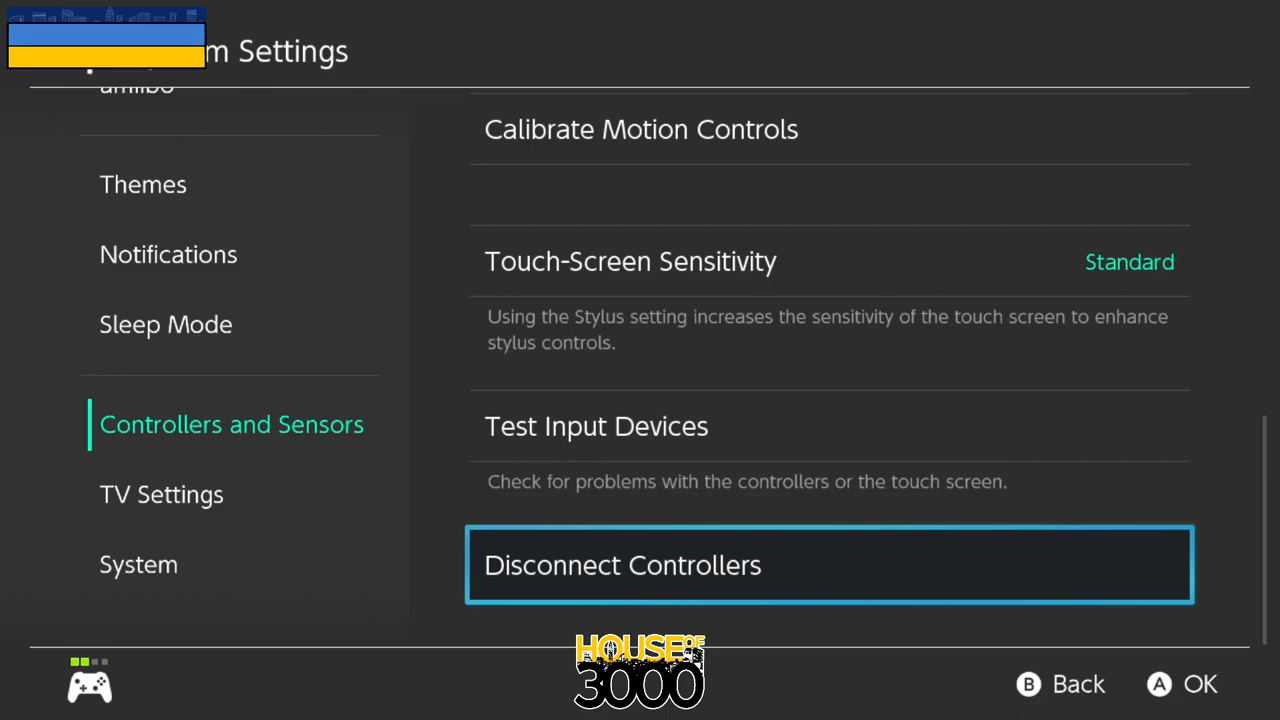 m Settings
amiibo
Themes
Notifications
Sleep Mode
Controllers and Sensors
TV Settings
System
Calibrate Motion Controls
Touch-Screen Sensitivity Standard
Using the Stylus setting increases the sensitivity of the touch screen to enhance
stylus controls.
Test Input Devices
Check for problems with the controllers or the touch screen.
Disconnect Controllers
HOUSE OF
3000
B Back A OK